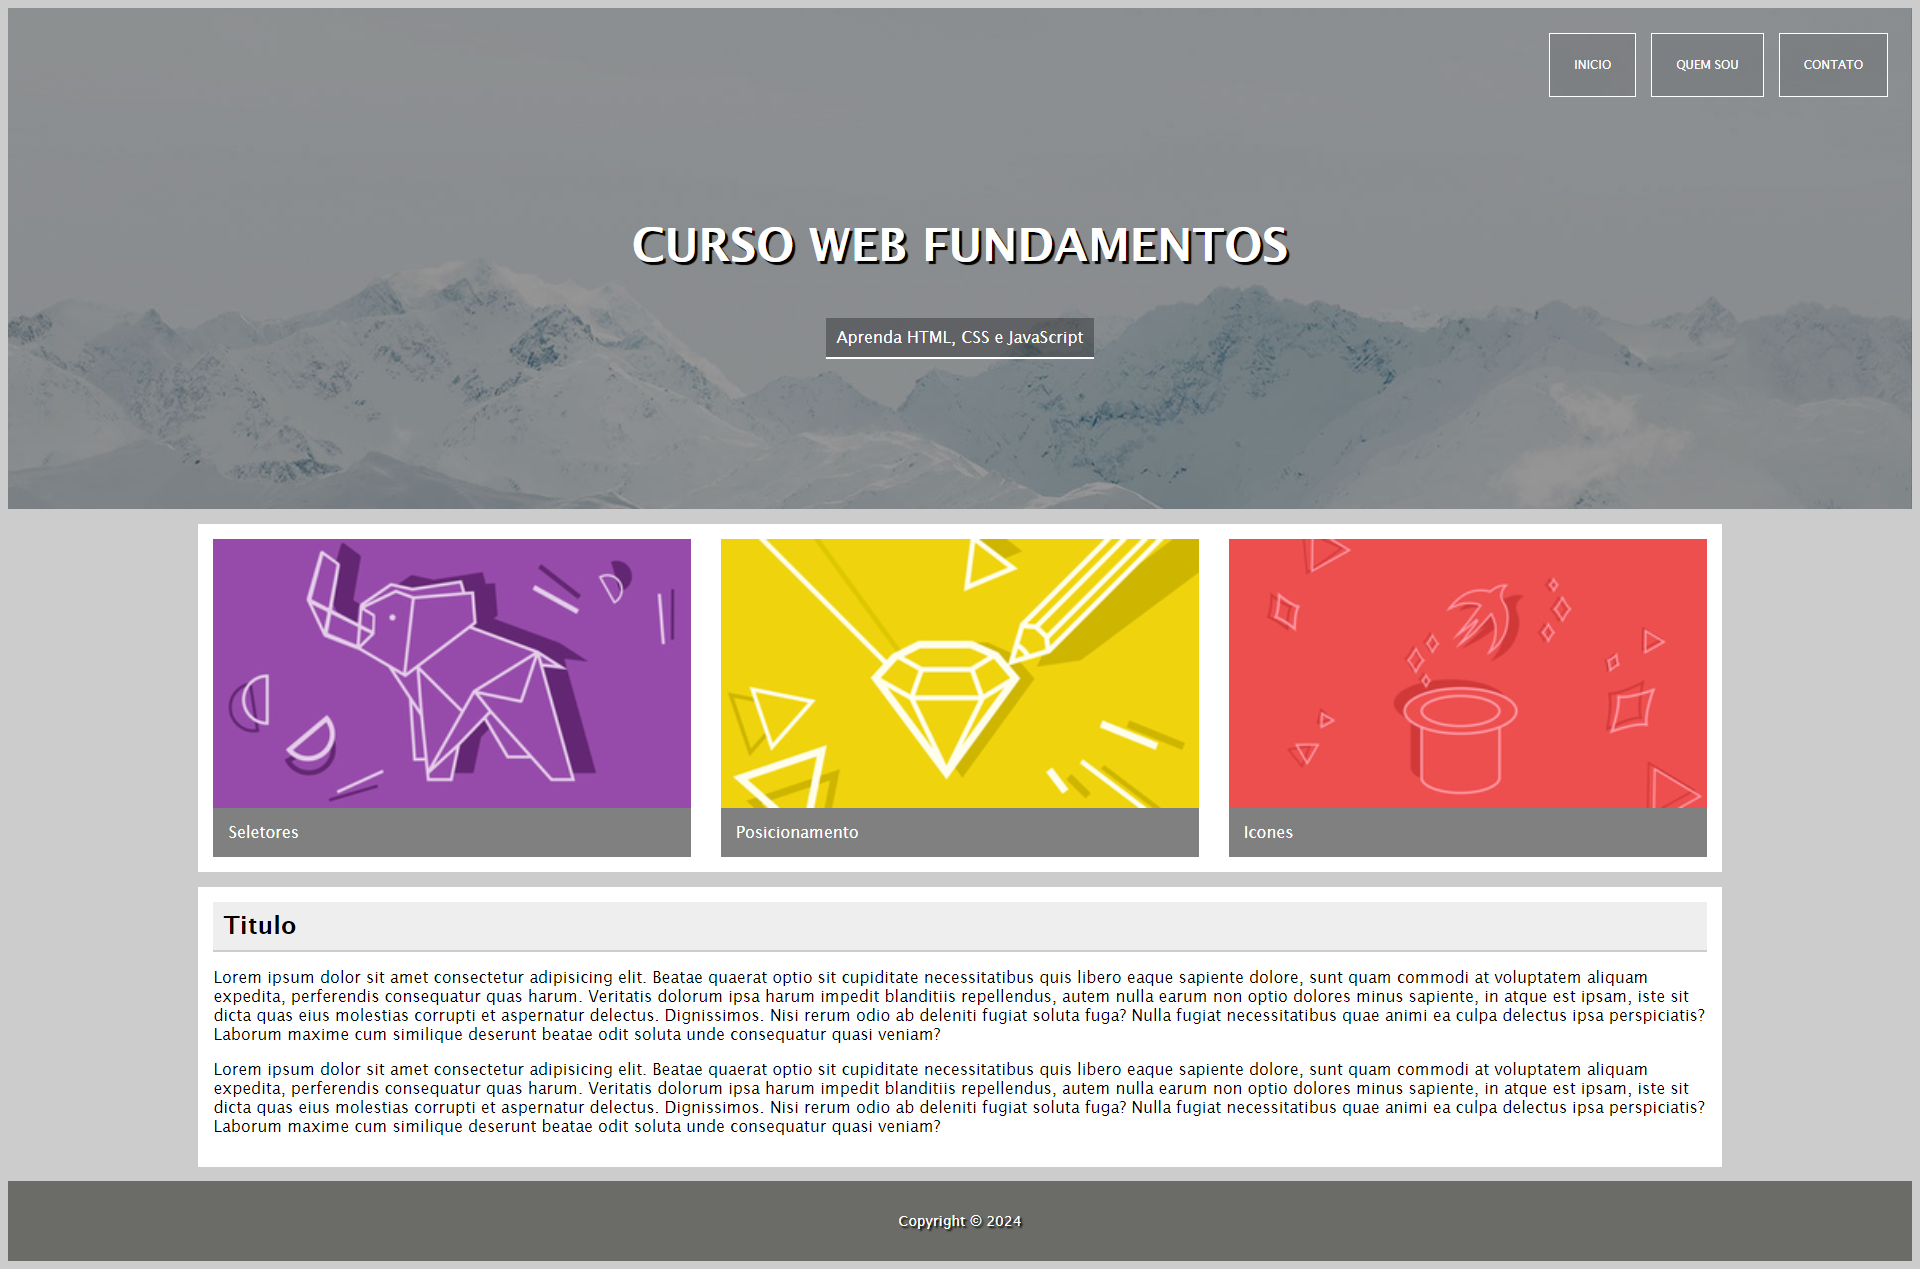 INICIO
QUEM SOU
CONTATO
CURSO WEB FUNDAMENTOS
Aprenda HTML, CSS e JavaScript
Seletores
Posicionamento
Icones
Titulo
Lorem ipsum dolor sit amet consectetur adipisicing elit. Beatae quaerat optio sit cupiditate necessitatibus quis libero eaque sapiente dolore, sunt quam commodi at voluptatem aliquam
expedita, perferendis consequatur quas harum. Veritatis dolorum ipsa harum impedit blanditiis repellendus, autem nulla earum non optio dolores minus sapiente, in atque est ipsam, iste sit
dicta quas eius molestias corrupti et aspernatur delectus. Dignissimos. Nisi rerum odio ab deleniti fugiat soluta fuga? Nulla fugiat necessitatibus quae animi ea culpa delectus ipsa perspiciatis?
Laborum maxime cum similique deserunt beatae odit soluta unde consequatur quasi veniam?
Lorem ipsum dolor sit amet consectetur adipisicing elit. Beatae quaerat optio sit cupiditate necessitatibus quis libero eaque sapiente dolore, sunt quam commodi at voluptatem aliquam
expedita, perferendis consequatur quas harum. Veritatis dolorum ipsa harum impedit blanditiis repellendus, autem nulla earum non optio dolores minus sapiente, in atque est ipsam, iste sit
dicta quas eius molestias corrupti et aspernatur delectus. Dignissimos. Nisi rerum odio ab deleniti fugiat soluta fuga? Nulla fugiat necessitatibus quae animi ea culpa delectus ipsa perspiciatis?
Laborum maxime cum similique deserunt beatae odit soluta unde consequatur quasi veniam?
Copyright © 2024